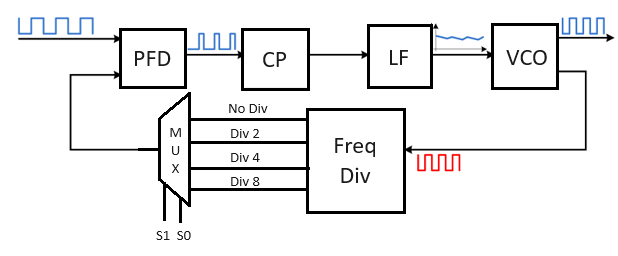 PFD
CP
LF
VCO
No Div
Div 2
Div 4
Div 8
M
U
X
Freq
Div
S1 S0